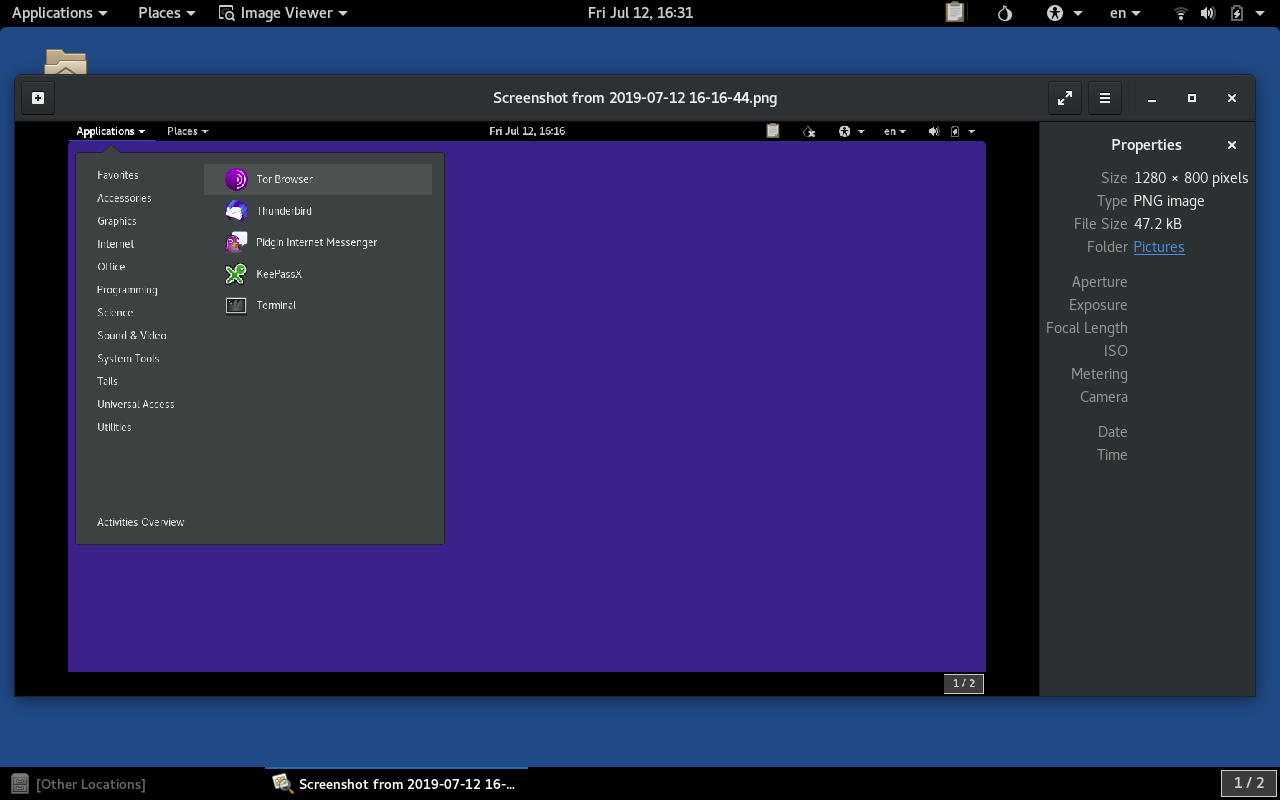 Applications Places Image Viewer Fri Jul 12, 16:31 en
Screenshot from 2019-07-12 16-16-44.png
Applications Places Fri Jul 12, 16:16 en
Favorites
Accessories
Graphics
Internet
Office
Programming
Science
Sound & Video
System Tools
Tails
Universal Access
Utilities
Activities Overview
Tor Browser
Thunderbird
Pidgin Internet Messenger
KeePassX
Terminal
1 / 2
Properties
Size 1280 × 800 pixels
Type PNG image
File Size 47.2 kB
Folder Pictures
Aperture
Exposure
Focal Length
ISO
Metering
Camera
Date
Time
[Other Locations] Screenshot from 2019-07-12 16-... 1 / 2